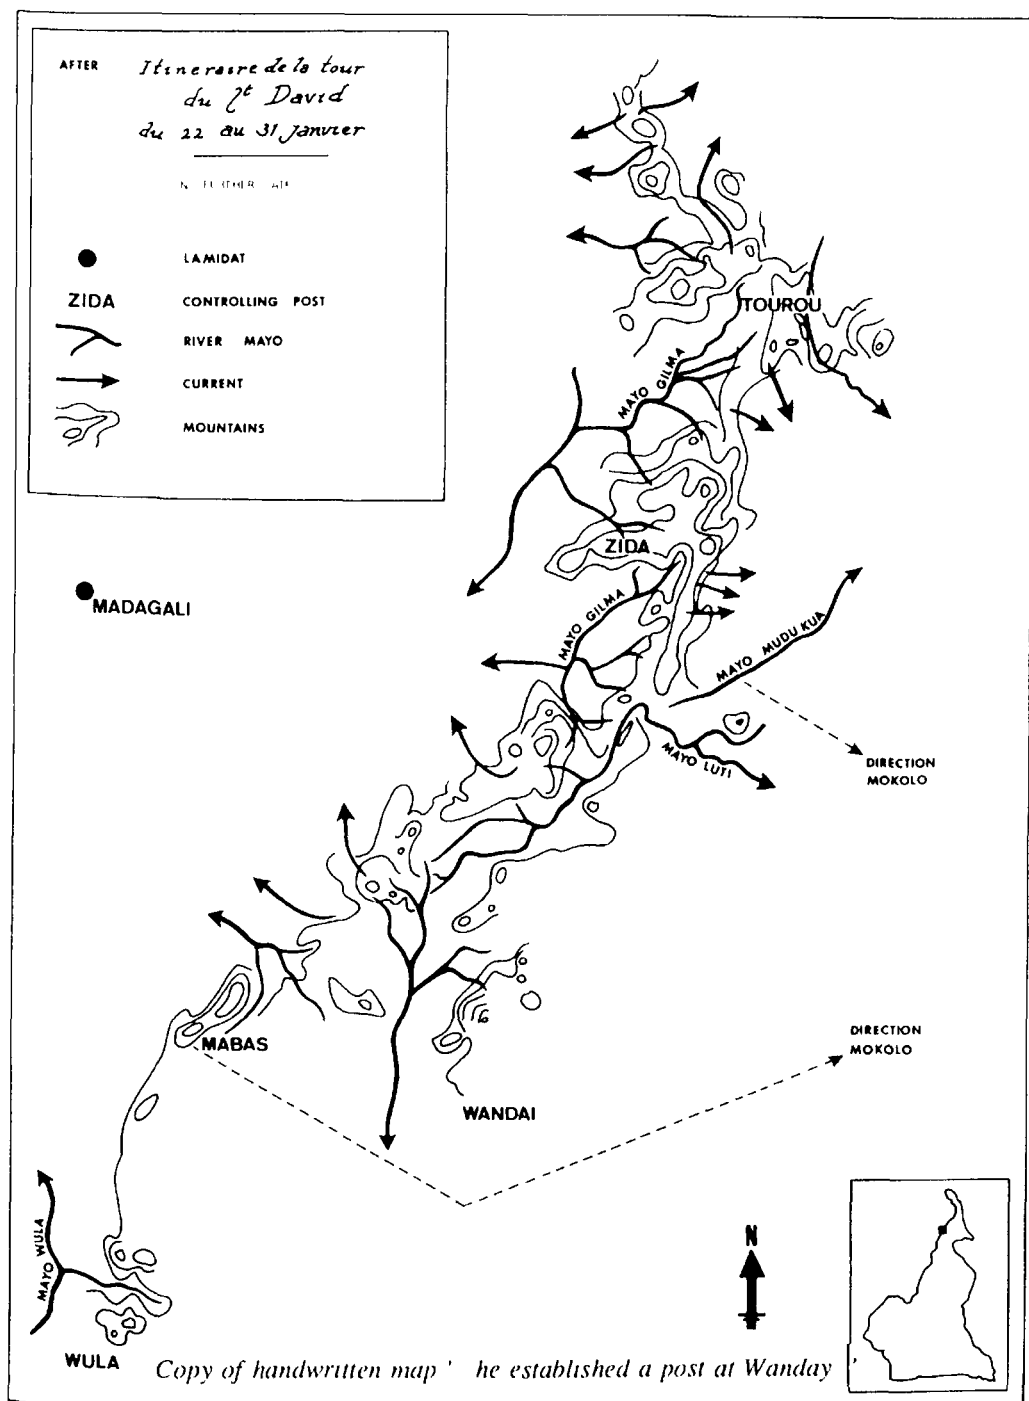 AFTER
Itineraire de la tour
du Lt David
du 22 au 31 janvier
FURTHER
LAMIDAT
ZIDA CONTROLLING POST
RIVER MAYO
CURRENT
MOUNTAINS
TOUROU
MAYO GILMA
ZIDA
MADAGALI
MAYO GILMA
MAYO MUDU KUA
MAYO LUTI
DIRECTION
MOKOLO
DIRECTION
MOKOLO
MABAS
WANDAI
MAYO WULA
N
WULA
Copy of handwritten map ' he established a post at Wanday '